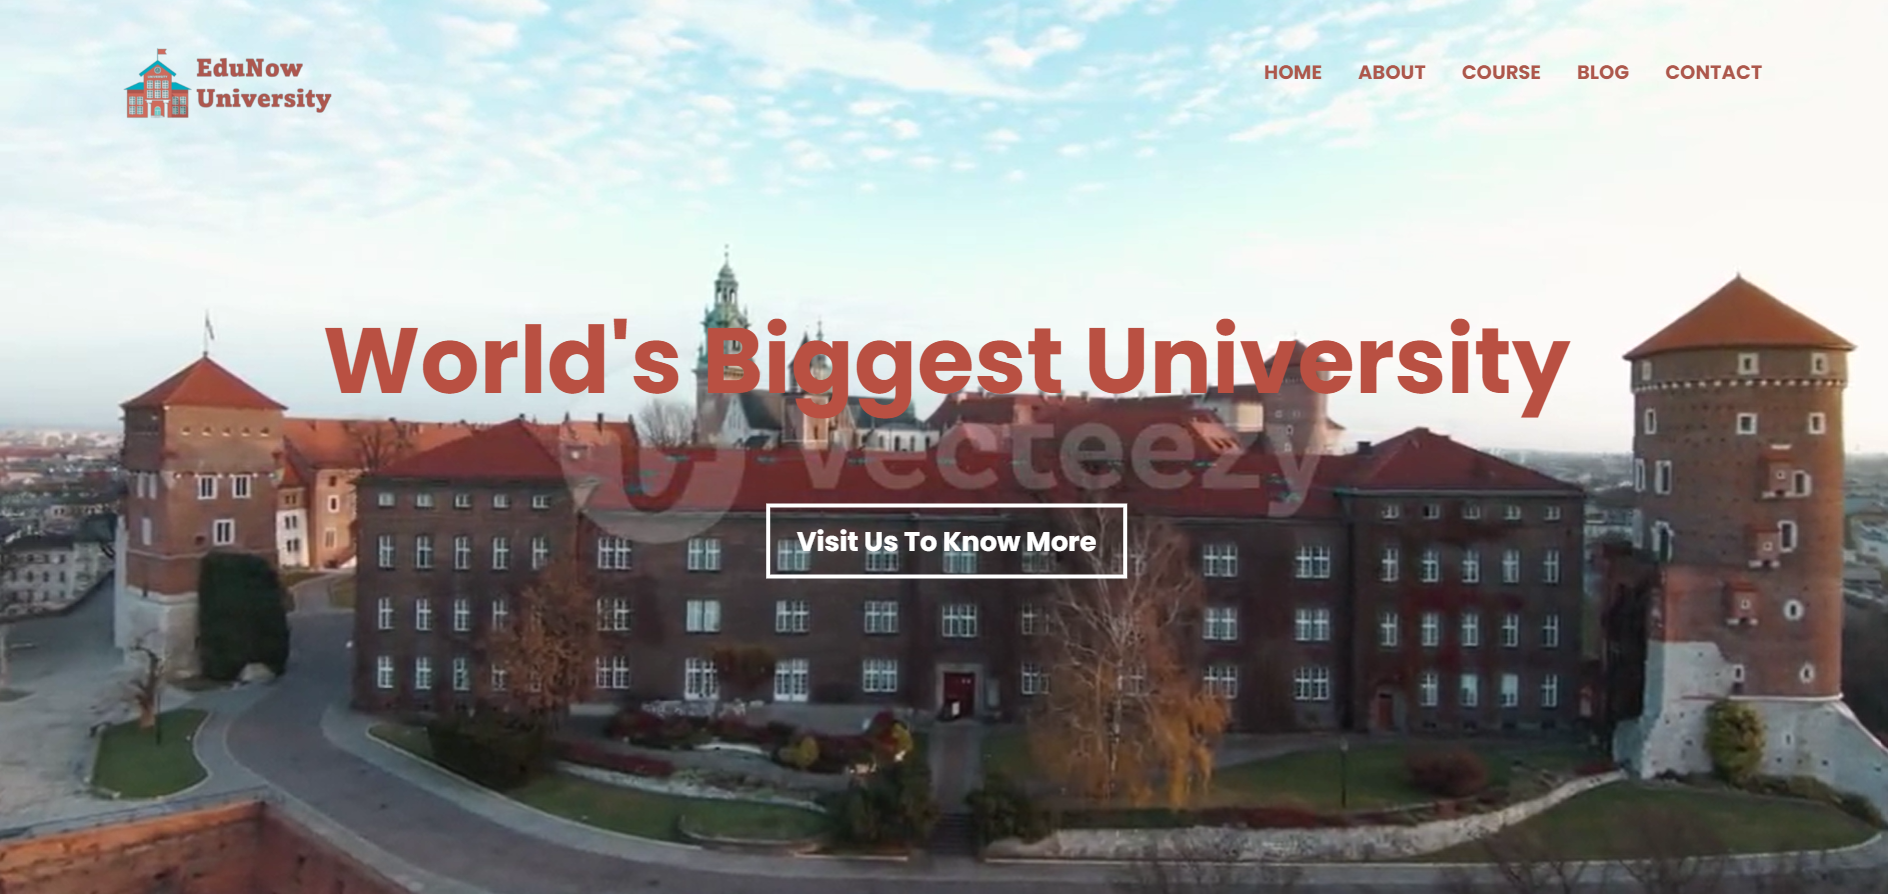 EduNow
University
HOME ABOUT COURSE BLOG CONTACT
World's Biggest University
vecteezy
Visit Us To Know More